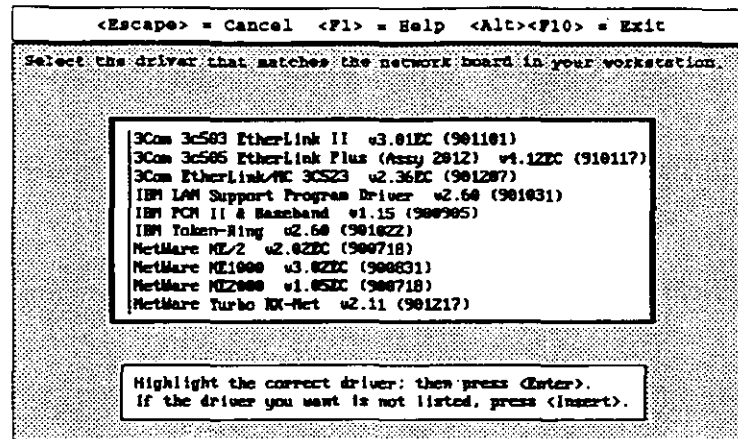 <Escape> = Cancel <F1> = Help <Alt><F10> = Exit
Select the driver that matches the network board in your workstation.
3Com 3c503 EtherLink II v3.01EC (901101)
3Com 3c505 EtherLink Plus (Assy 2012) v4.12EC (910117)
3Com EtherLink/MC 3C523 v2.36EC (901207)
IBM LAN Support Program Driver v2.60 (901031)
IBM PCN II & Baseband v1.15 (900905)
IBM Token-Ring v2.60 (901022)
NetWare NE/2 v2.02EC (900718)
NetWare NE1000 v3.02EC (900831)
NetWare NE2000 v1.05EC (900718)
NetWare Turbo RX-Net v2.11 (901217)
Highlight the correct driver; then press <Enter>.
If the driver you want is not listed, press <Insert>.